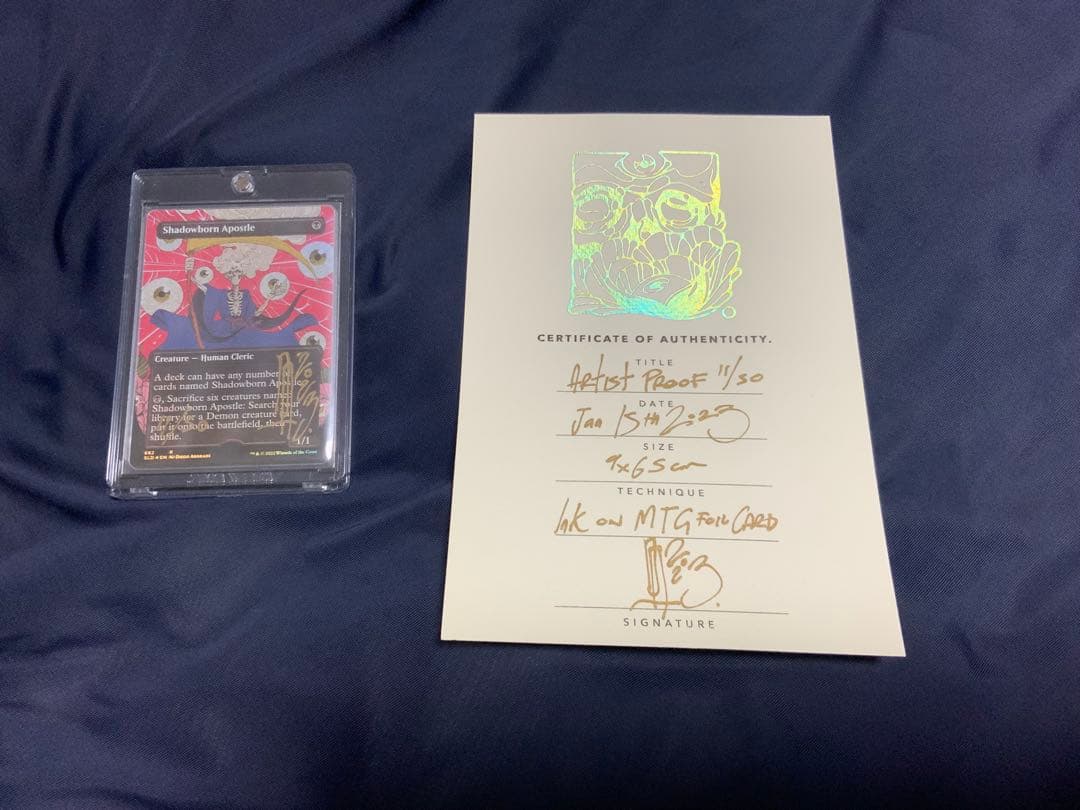 Shadowborn Apostle
Creature — Human Cleric
A deck can have any number of
cards named Shadowborn Apostle.
, Sacrifice six creatures named
Shadowborn Apostle: Search your
library for a Demon creature card,
put it onto the battlefield, then
shuffle.
1/1
CERTIFICATE OF AUTHENTICITY.
TITLE
Artist Proof 11/30
DATE
Jan 15th 2023
SIZE
9x6.5cm
TECHNIQUE
Ink on MTG Foil Card
2023
SIGNATURE